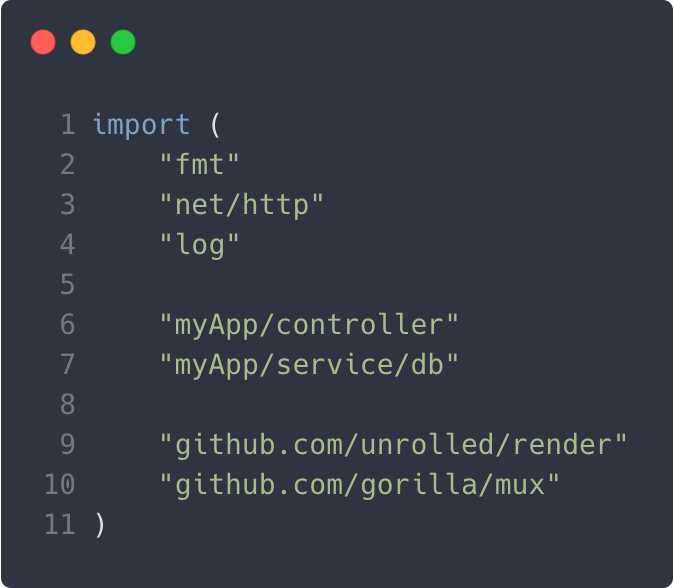 1 import (
2     "fmt"
3     "net/http"
4     "log"
5
6     "myApp/controller"
7     "myApp/service/db"
8
9     "github.com/unrolled/render"
10     "github.com/gorilla/mux"
11 )